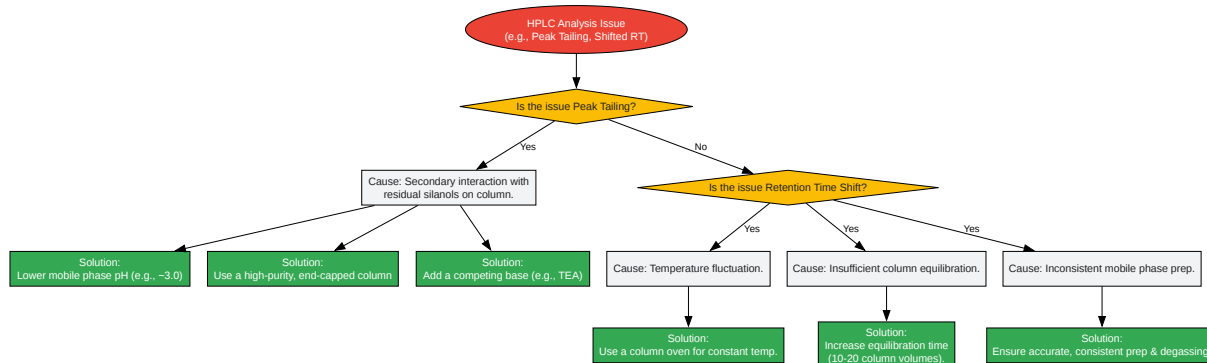 HPLC Analysis Issue
(e.g., Peak Tailing, Shifted RT)
Is the issue Peak Tailing?
Yes
No
Cause: Secondary interaction with
residual silanols on column.
Is the issue Retention Time Shift?
Yes
Yes
Yes
Solution:
Lower mobile phase pH (e.g., ~3.0)
Solution:
Use a high-purity, end-capped column
Solution:
Add a competing base (e.g., TEA)
Cause: Temperature fluctuation.
Cause: Insufficient column equilibration.
Cause: Inconsistent mobile phase prep.
Solution:
Use a column oven for constant temp.
Solution:
Increase equilibration time
(10-20 column volumes).
Solution:
Ensure accurate, consistent prep & degassing